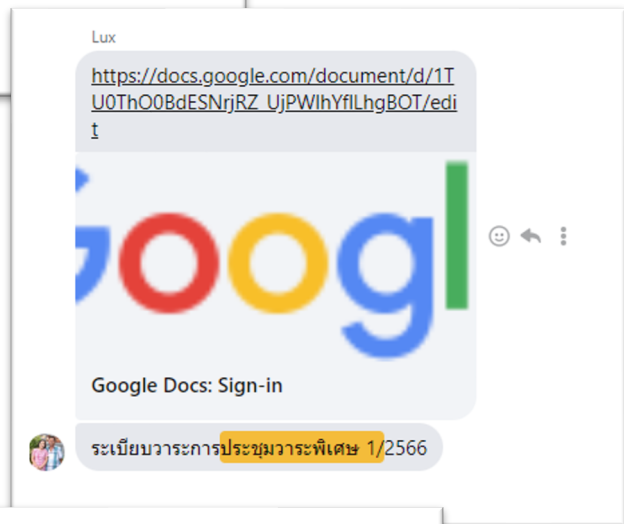 Lux
https://docs.google.com/document/d/1T
U0ThO0BdESNrjRZ_UjPWIhYfILhgBOT/edi
t
Googl
Google Docs: Sign-in
ระเบียบวาระการประชุมวาระพิเศษ 1/2566